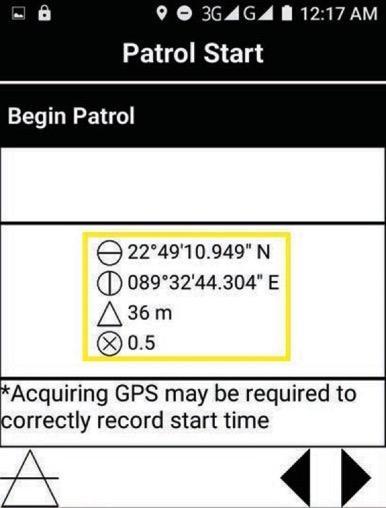 3G G 12:17 AM
Patrol Start
Begin Patrol
22°49'10.949" N
089°32'44.304" E
36 m
0.5
*Acquiring GPS may be required to
correctly record start time